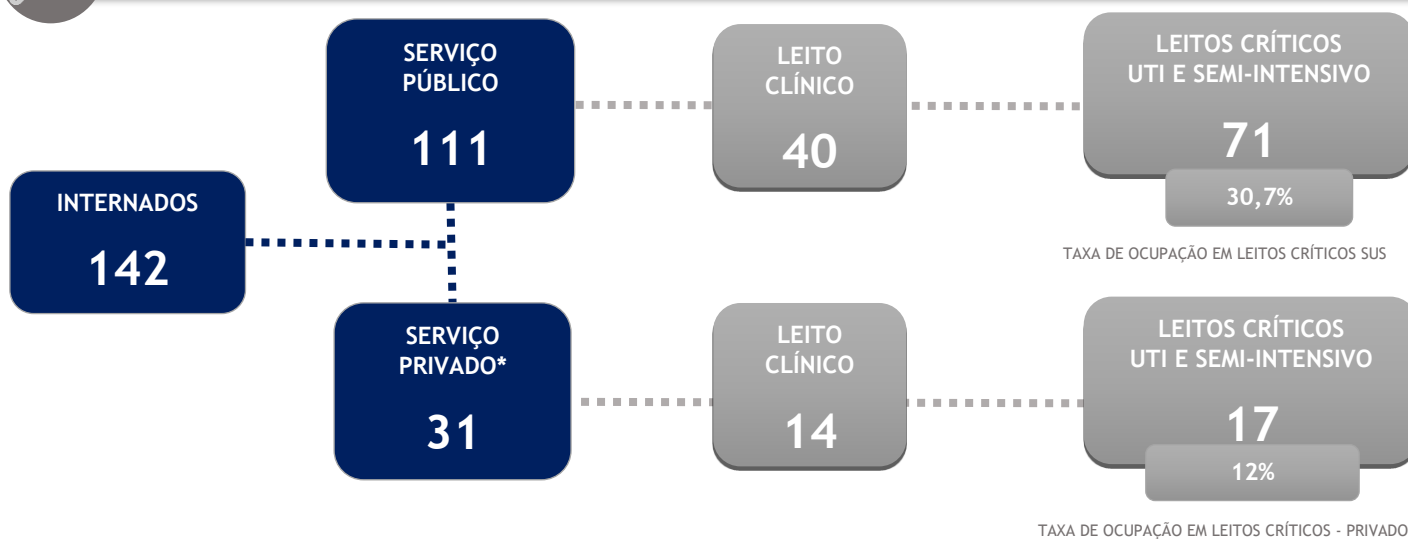 INTERNADOS
142
SERVIÇO
PÚBLICO
111
LEITO
CLÍNICO
40
LEITOS CRÍTICOS
UTI E SEMI-INTENSIVO
71
30,7%
TAXA DE OCUPAÇÃO EM LEITOS CRÍTICOS SUS
SERVIÇO
PRIVADO*
31
LEITO
CLÍNICO
14
LEITOS CRÍTICOS
UTI E SEMI-INTENSIVO
17
12%
TAXA DE OCUPAÇÃO EM LEITOS CRÍTICOS - PRIVADO